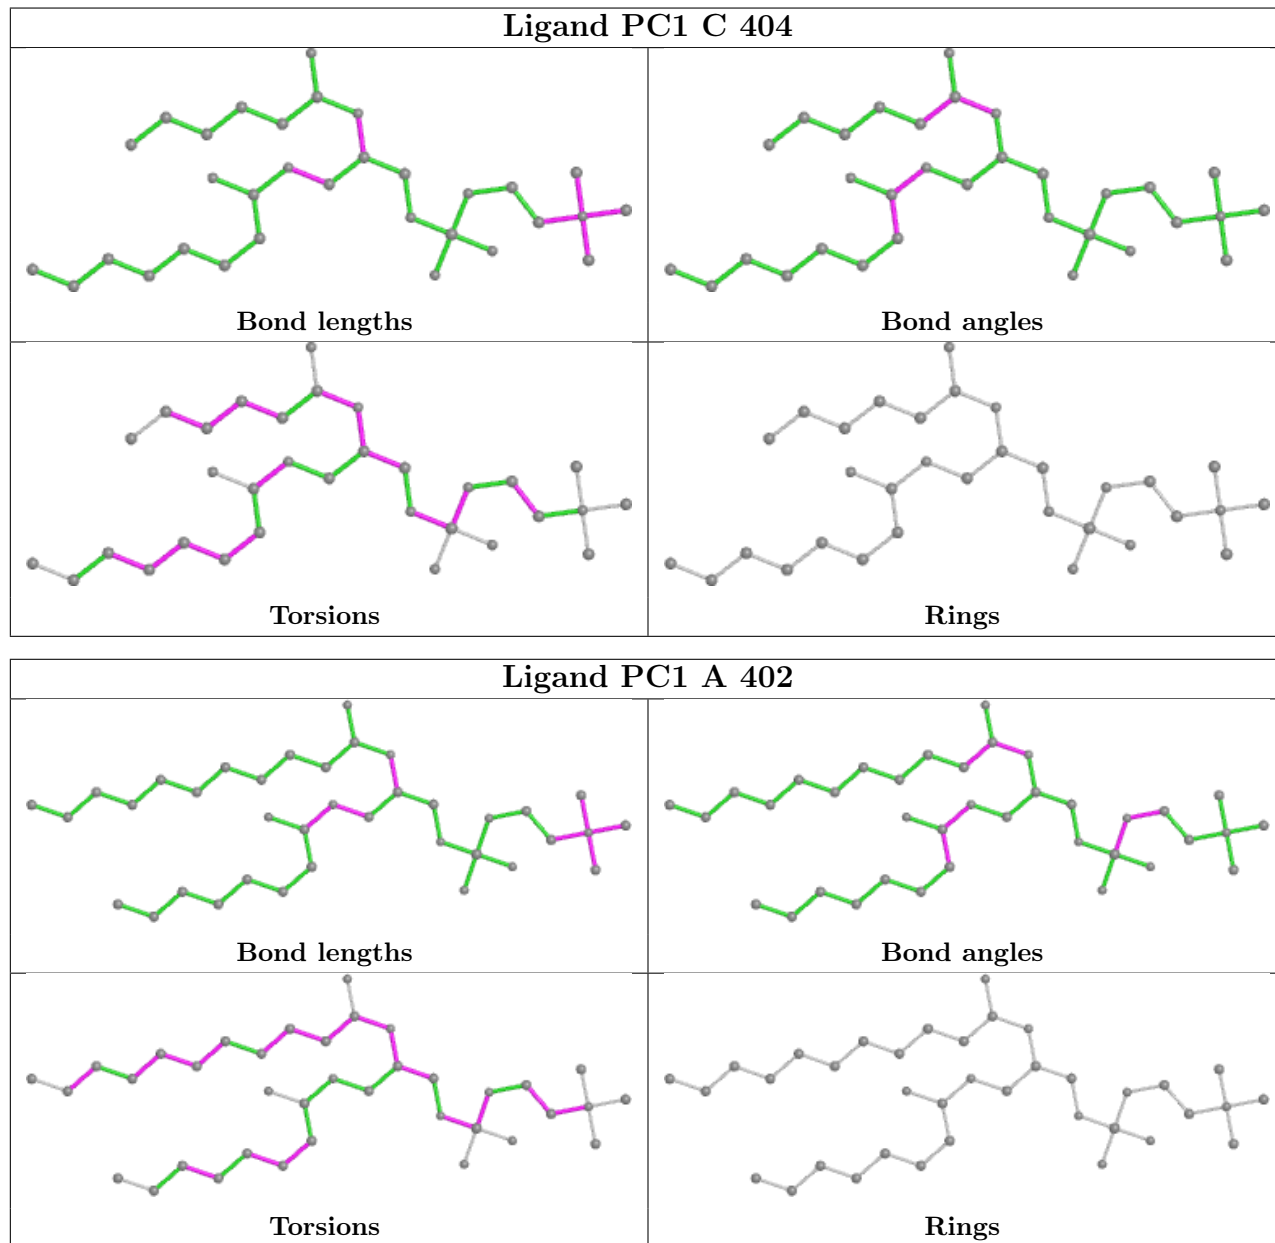 Ligand PC1 C 404
Bond lengths
Bond angles
Torsions
Rings
Ligand PC1 A 402
Bond lengths
Bond angles
Torsions
Rings